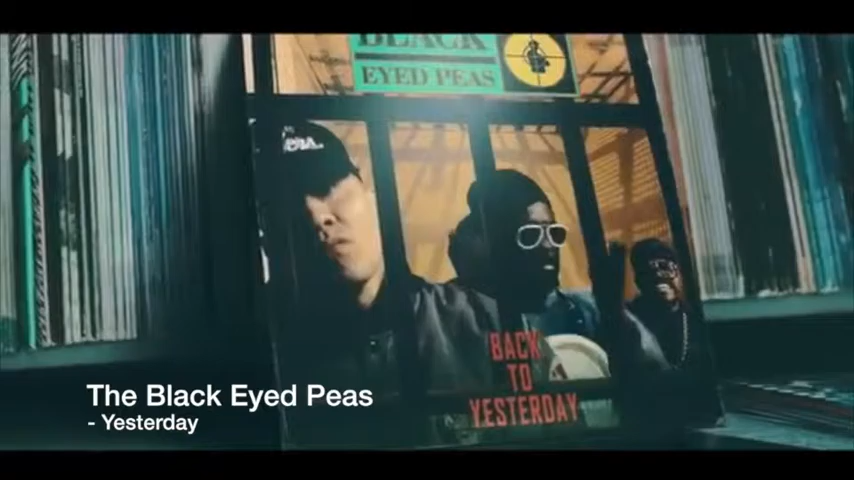 BLACK
EYED PEAS
BACK
TO
YESTERDAY
The Black Eyed Peas
- Yesterday